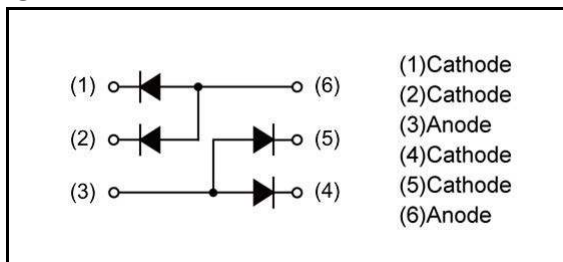 (1) (6)
(2) (5)
(3) (4)
(1)Cathode
(2)Cathode
(3)Anode
(4)Cathode
(5)Cathode
(6)Anode